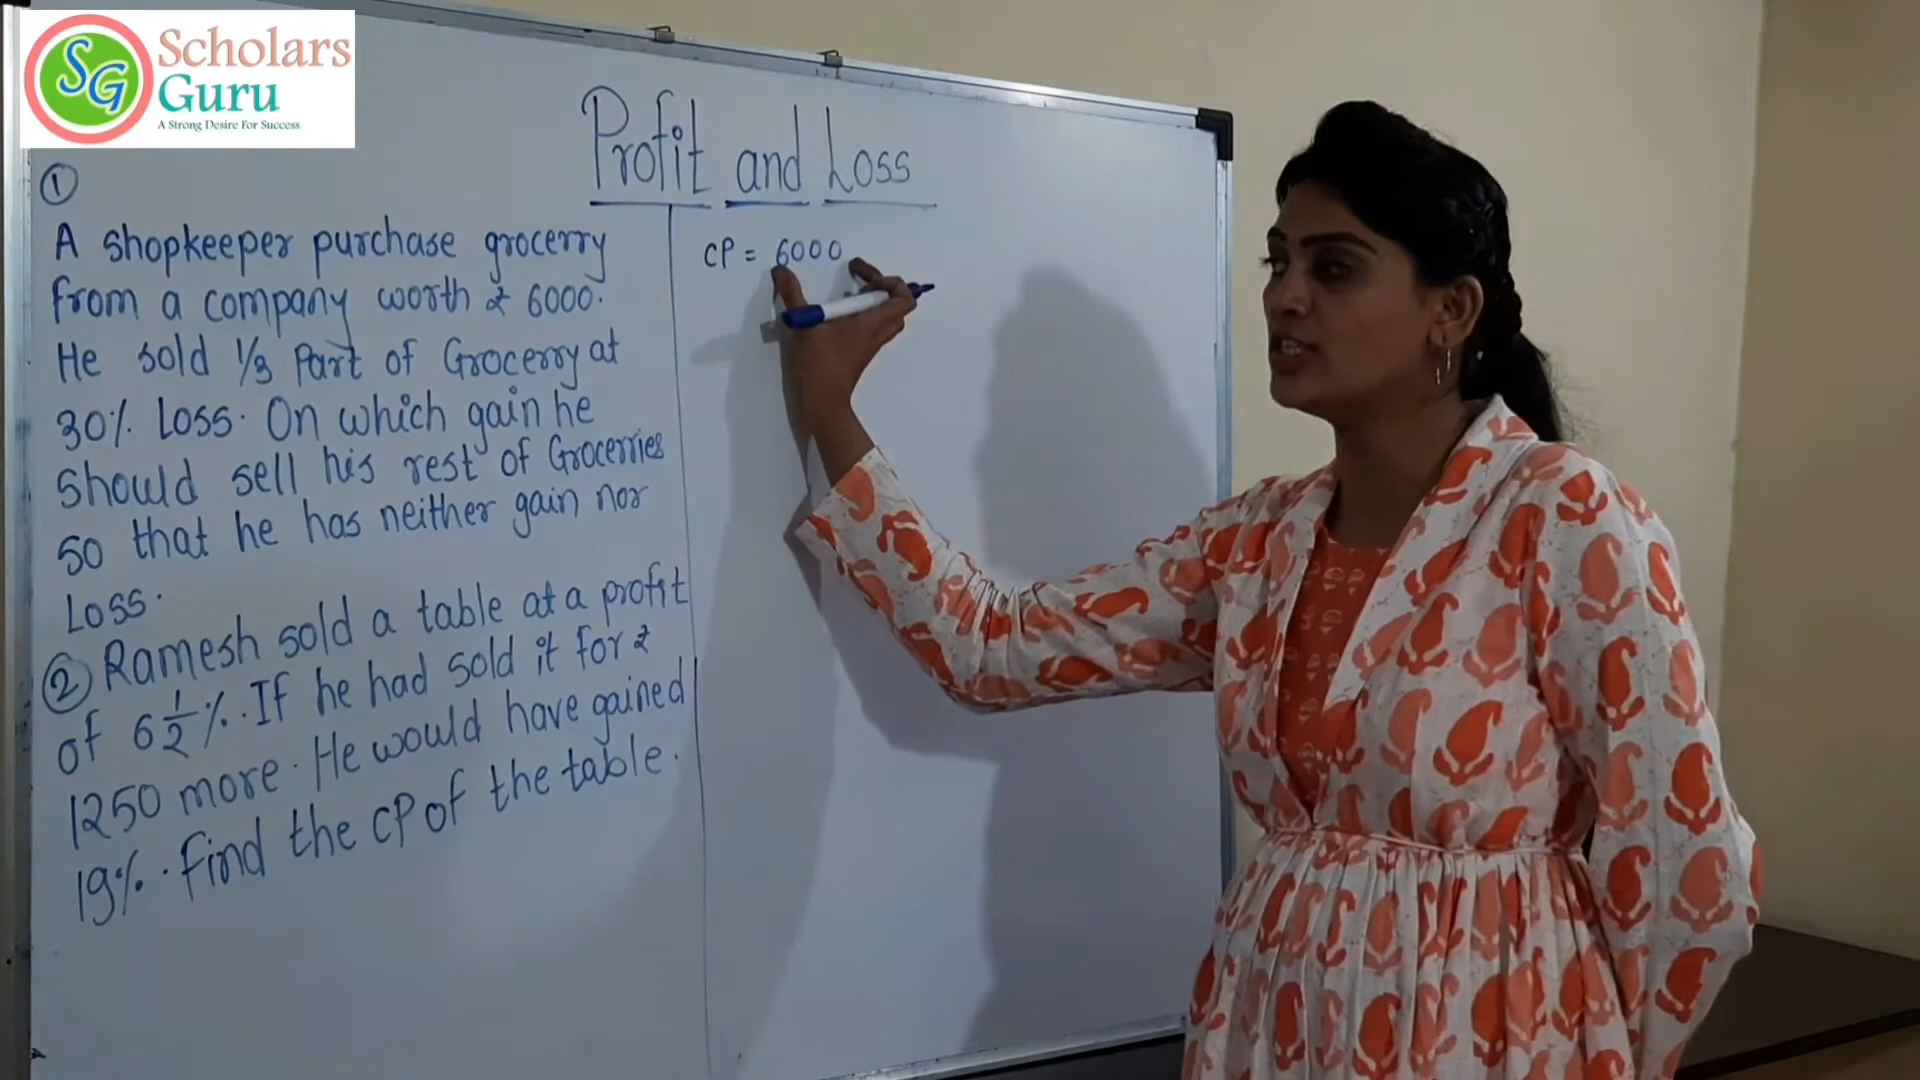 Scholars
Guru
A Strong Desire For Success
SG
Profit and Loss
1
A shopkeeper purchase grocerry
from a company worth ₹ 6000.
He sold 1/3 Part of Grocerry at
30% Loss. On which gain he
should sell his rest of Grocerries
so that he has neither gain nor
Loss.
2 Ramesh sold a table at a profit
of 6 1/2 %. If he had sold it for ₹
1250 more. He would have gained
19%. find the CP of the table.
CP = 6000